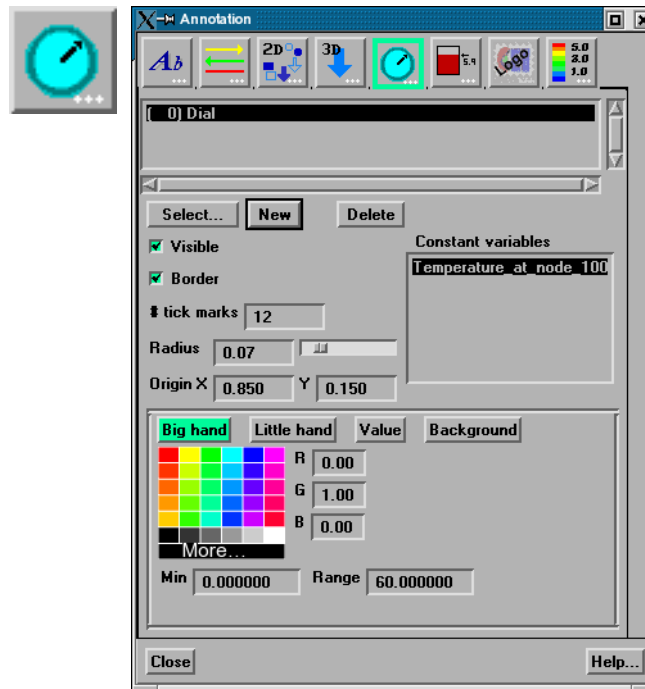 Annotation
Ab
2D
3D
5.9
Logo
5.0
3.0
1.0
( 0) Dial
Select... New Delete
Visible
Constant variables
Border
Temperature_at_node_100
# tick marks 12
Radius 0.07
Origin X 0.850 Y 0.150
Big hand Little hand Value Background
R 0.00
G 1.00
B 0.00
More...
Min 0.000000 Range 60.000000
Close Help...